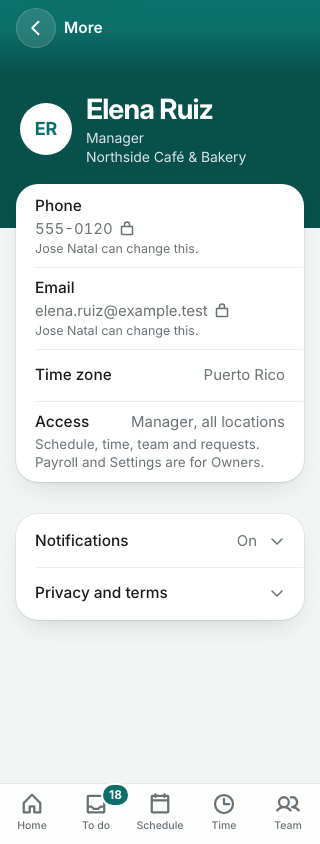 More
ER
Elena Ruiz
Manager
Northside Café & Bakery
Phone
555-0120
Jose Natal can change this.
Email
elena.ruiz@example.test
Jose Natal can change this.
Time zone Puerto Rico
Access Manager, all locations
Schedule, time, team and requests.
Payroll and Settings are for Owners.
Notifications On
Privacy and terms
18
Home To do Schedule Time Team